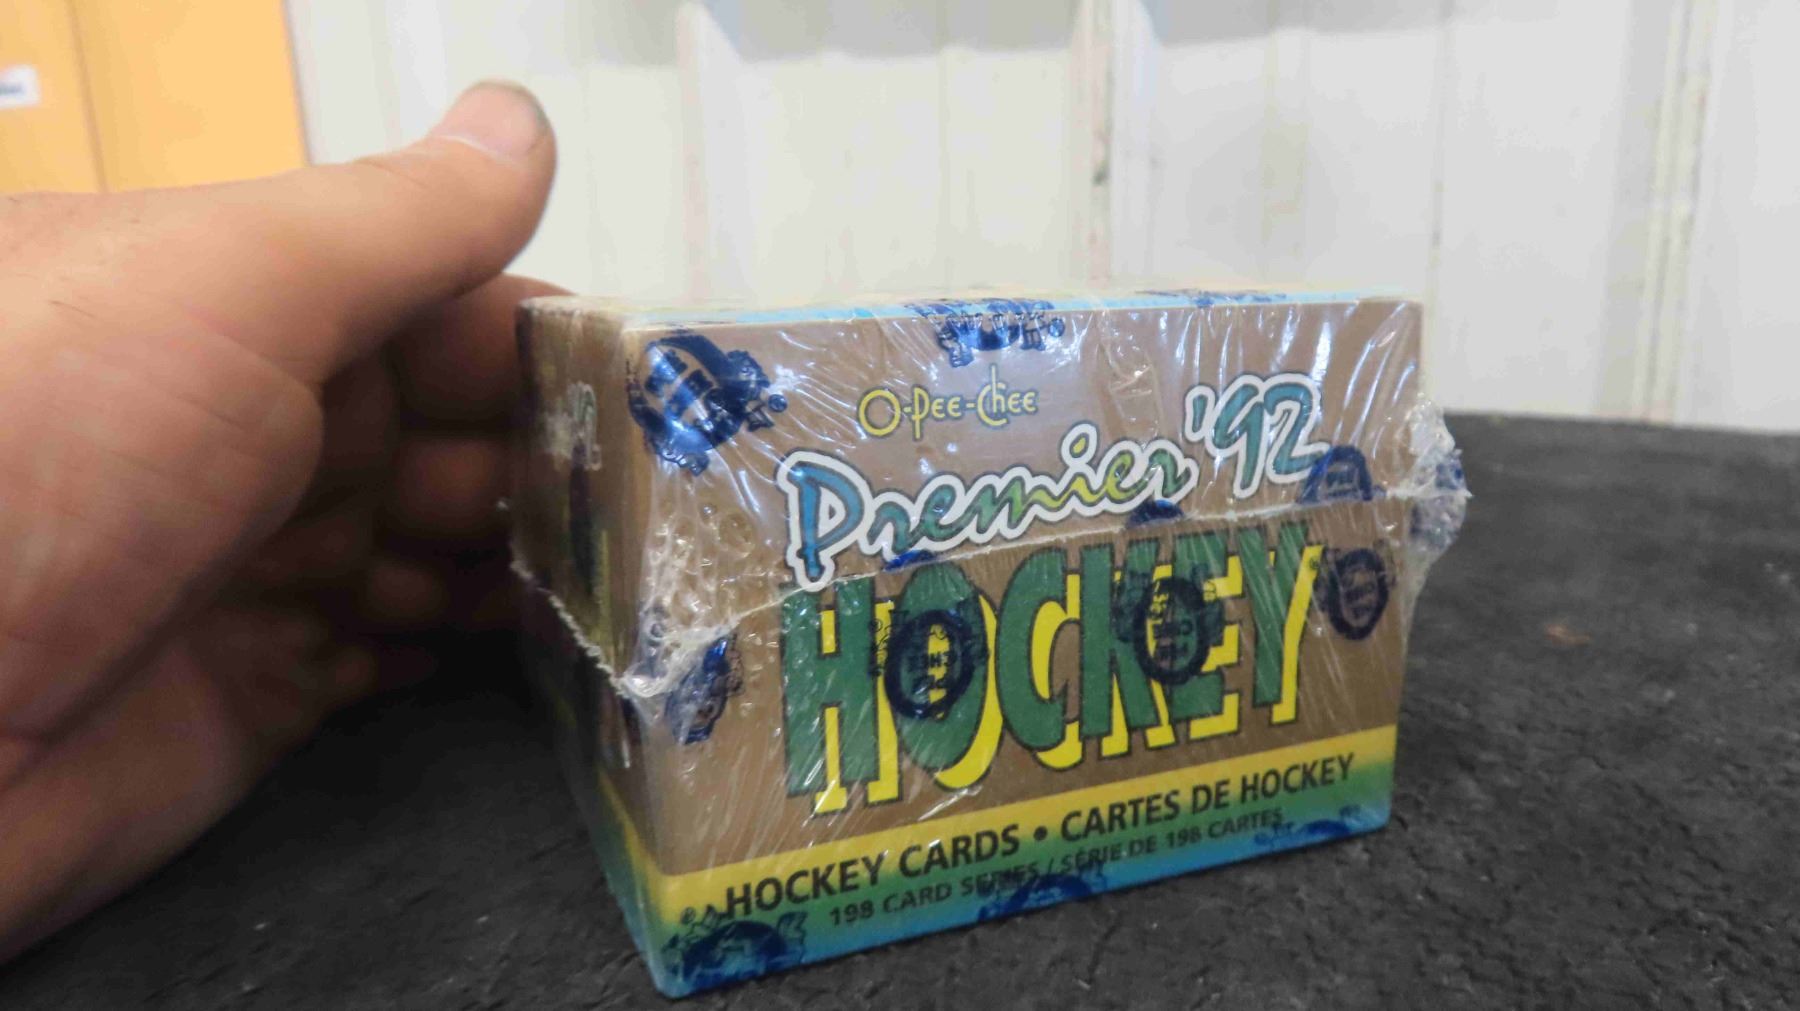 O-Pee-Chee
Premier '92
HOCKEY
HOCKEY CARDS • CARTES DE HOCKEY
198 CARD SERIES / SÉRIE DE 198 CARTES